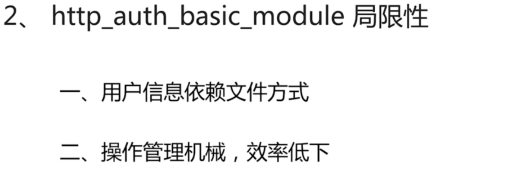 2、 http_auth_basic_module 局限性
一、用户信息依赖文件方式
二、操作管理机械，效率低下